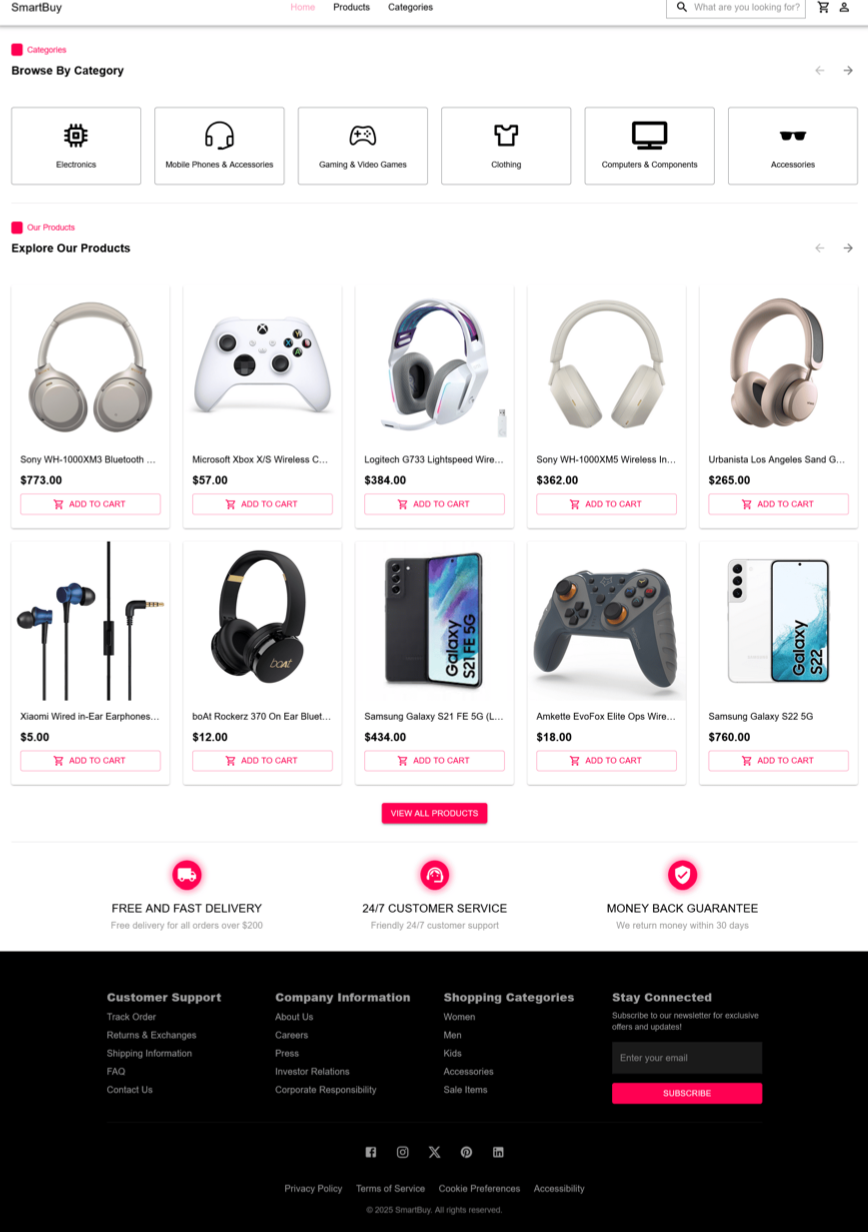 SmartBuy
Home Products Categories
What are you looking for?
Categories
Browse By Category
Electronics
Mobile Phones & Accessories
Gaming & Video Games
Clothing
Computers & Components
Accessories
Our Products
Explore Our Products
Sony WH-1000XM3 Bluetooth ...
$773.00
ADD TO CART
Microsoft Xbox X/S Wireless C...
$57.00
ADD TO CART
Logitech G733 Lightspeed Wire...
$384.00
ADD TO CART
Sony WH-1000XM5 Wireless In...
$362.00
ADD TO CART
Urbanista Los Angeles Sand G...
$265.00
ADD TO CART
Xiaomi Wired in-Ear Earphones...
$5.00
ADD TO CART
boAt
boAt Rockerz 370 On Ear Bluet...
$12.00
ADD TO CART
Galaxy
S21 FE 5G
Samsung Galaxy S21 FE 5G (L...
$434.00
ADD TO CART
Amkette EvoFox Elite Ops Wire...
$18.00
ADD TO CART
Galaxy
S22
Samsung Galaxy S22 5G
$760.00
ADD TO CART
VIEW ALL PRODUCTS
FREE AND FAST DELIVERY
Free delivery for all orders over $200
24/7 CUSTOMER SERVICE
Friendly 24/7 customer support
MONEY BACK GUARANTEE
We return money within 30 days
Customer Support
Track Order
Returns & Exchanges
Shipping Information
FAQ
Contact Us
Company Information
About Us
Careers
Press
Investor Relations
Corporate Responsibility
Shopping Categories
Women
Men
Kids
Accessories
Sale Items
Stay Connected
Subscribe to our newsletter for exclusive
offers and updates!
Enter your email
SUBSCRIBE
Privacy Policy Terms of Service Cookie Preferences Accessibility
© 2025 SmartBuy. All rights reserved.